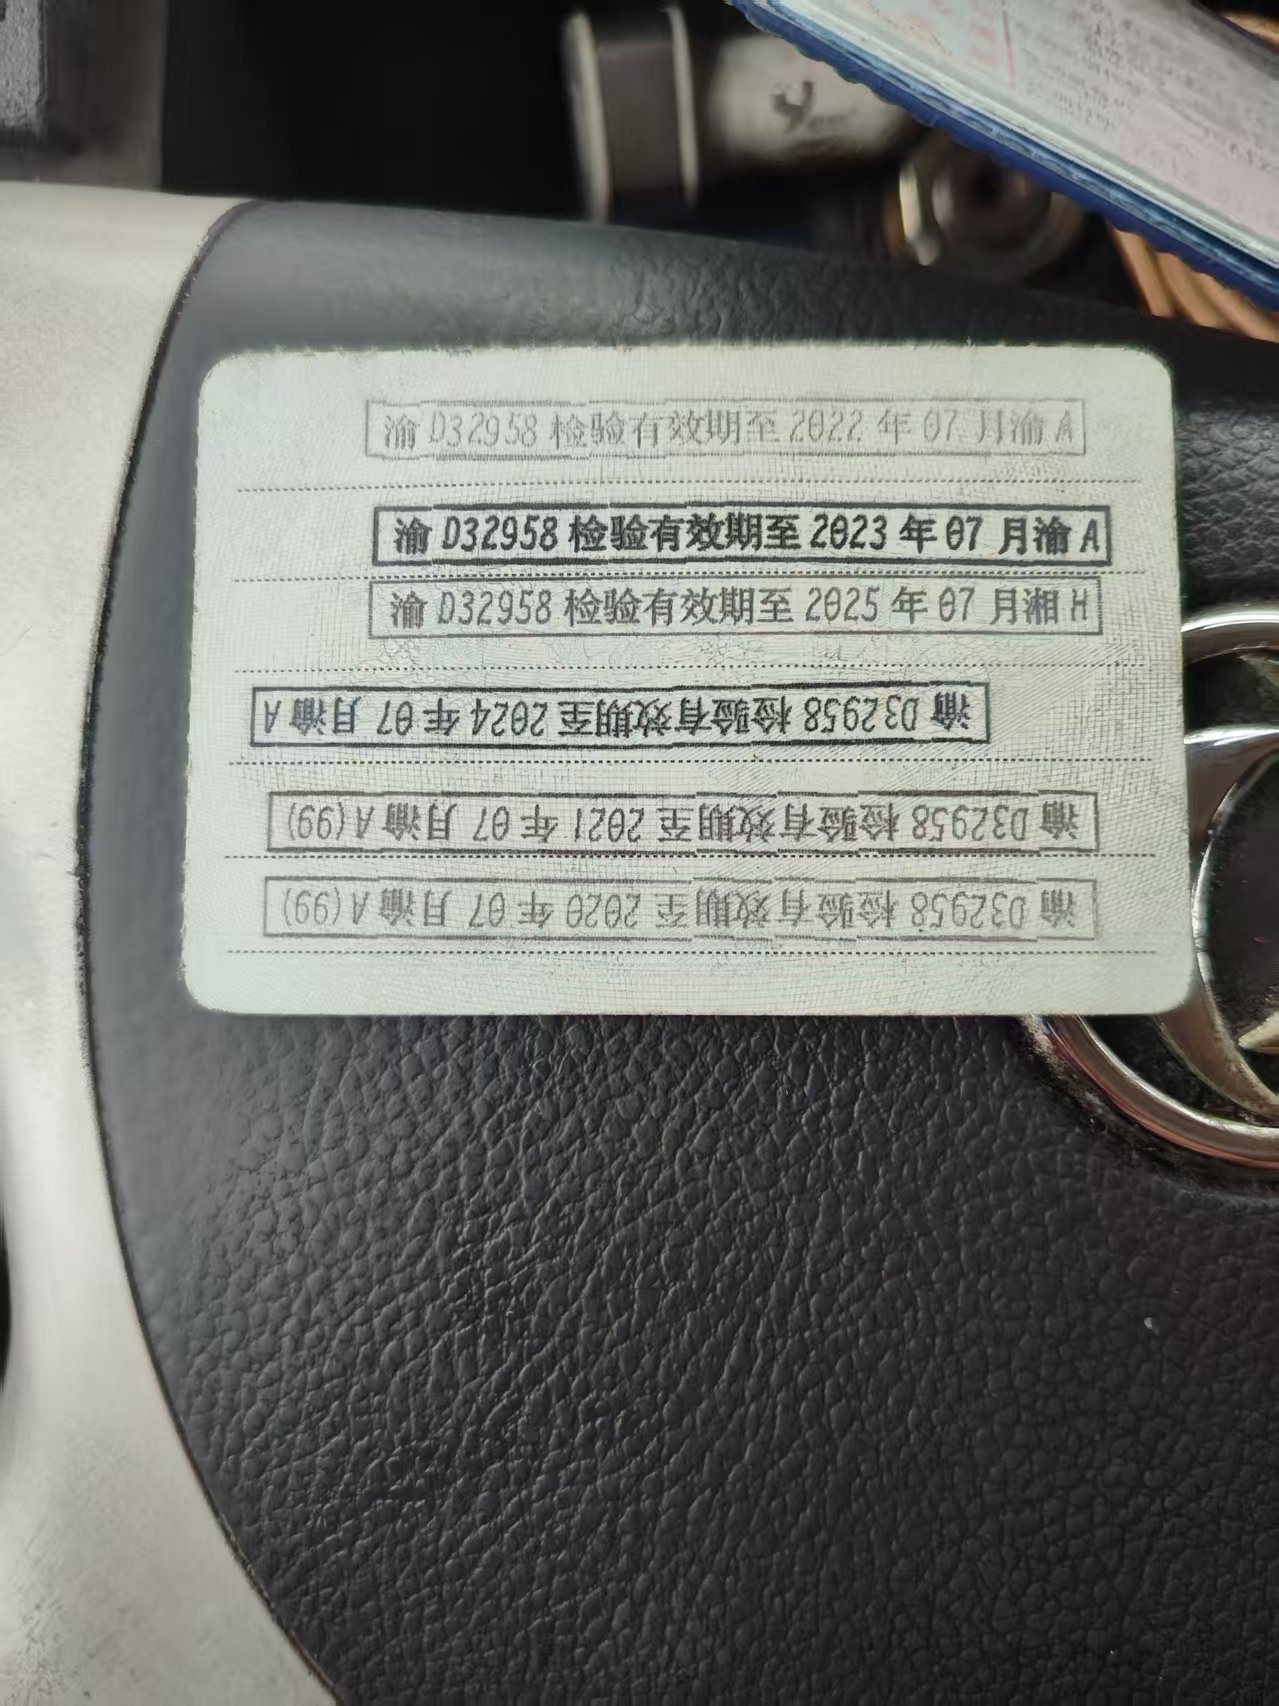 渝 D32958 检验有效期至 2022 年 07 月渝 A
渝 D32958 检验有效期至 2023 年 07 月渝 A
渝 D32958 检验有效期至 2025 年 07 月湘 H
渝 D32958 检验有效期至 2024 年 07 月渝 A
渝 D32958 检验有效期至 2021 年 07 月渝 A(99)
渝 D32958 检验有效期至 2020 年 07 月渝 A(99)